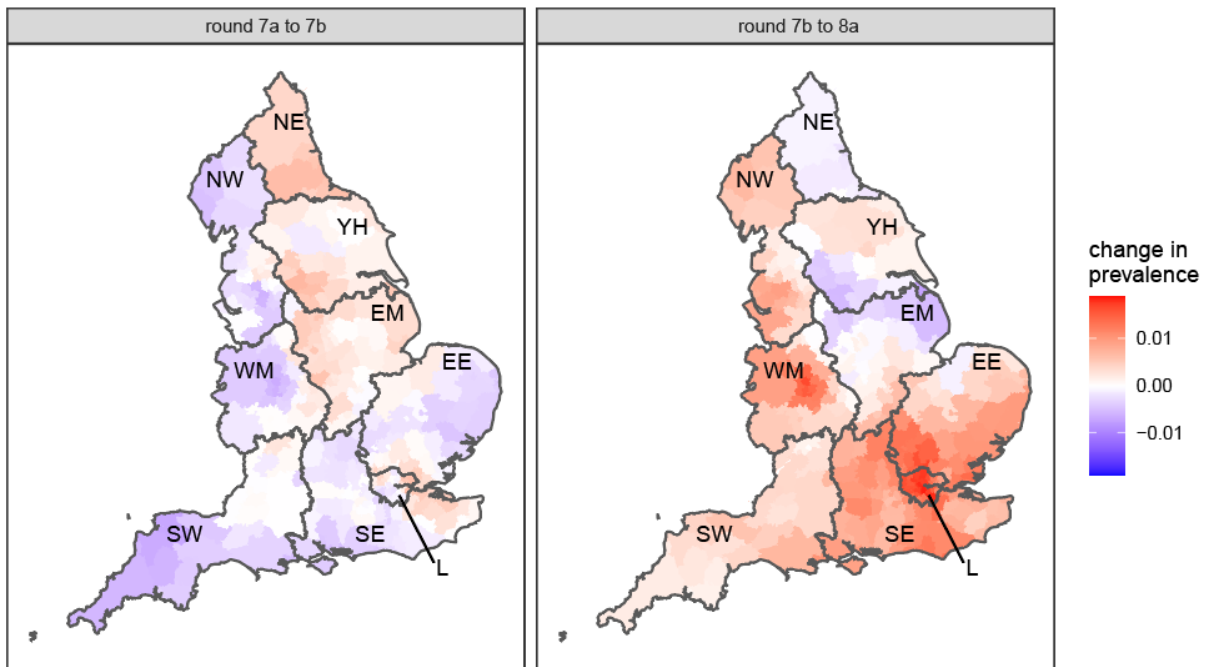 round 7a to 7b
round 7b to 8a
NE
NW
YH
EM
WM
EE
SW
SE
L
NE
NW
YH
EM
WM
EE
SW
SE
L
change in
prevalence
0.01
0.00
−0.01